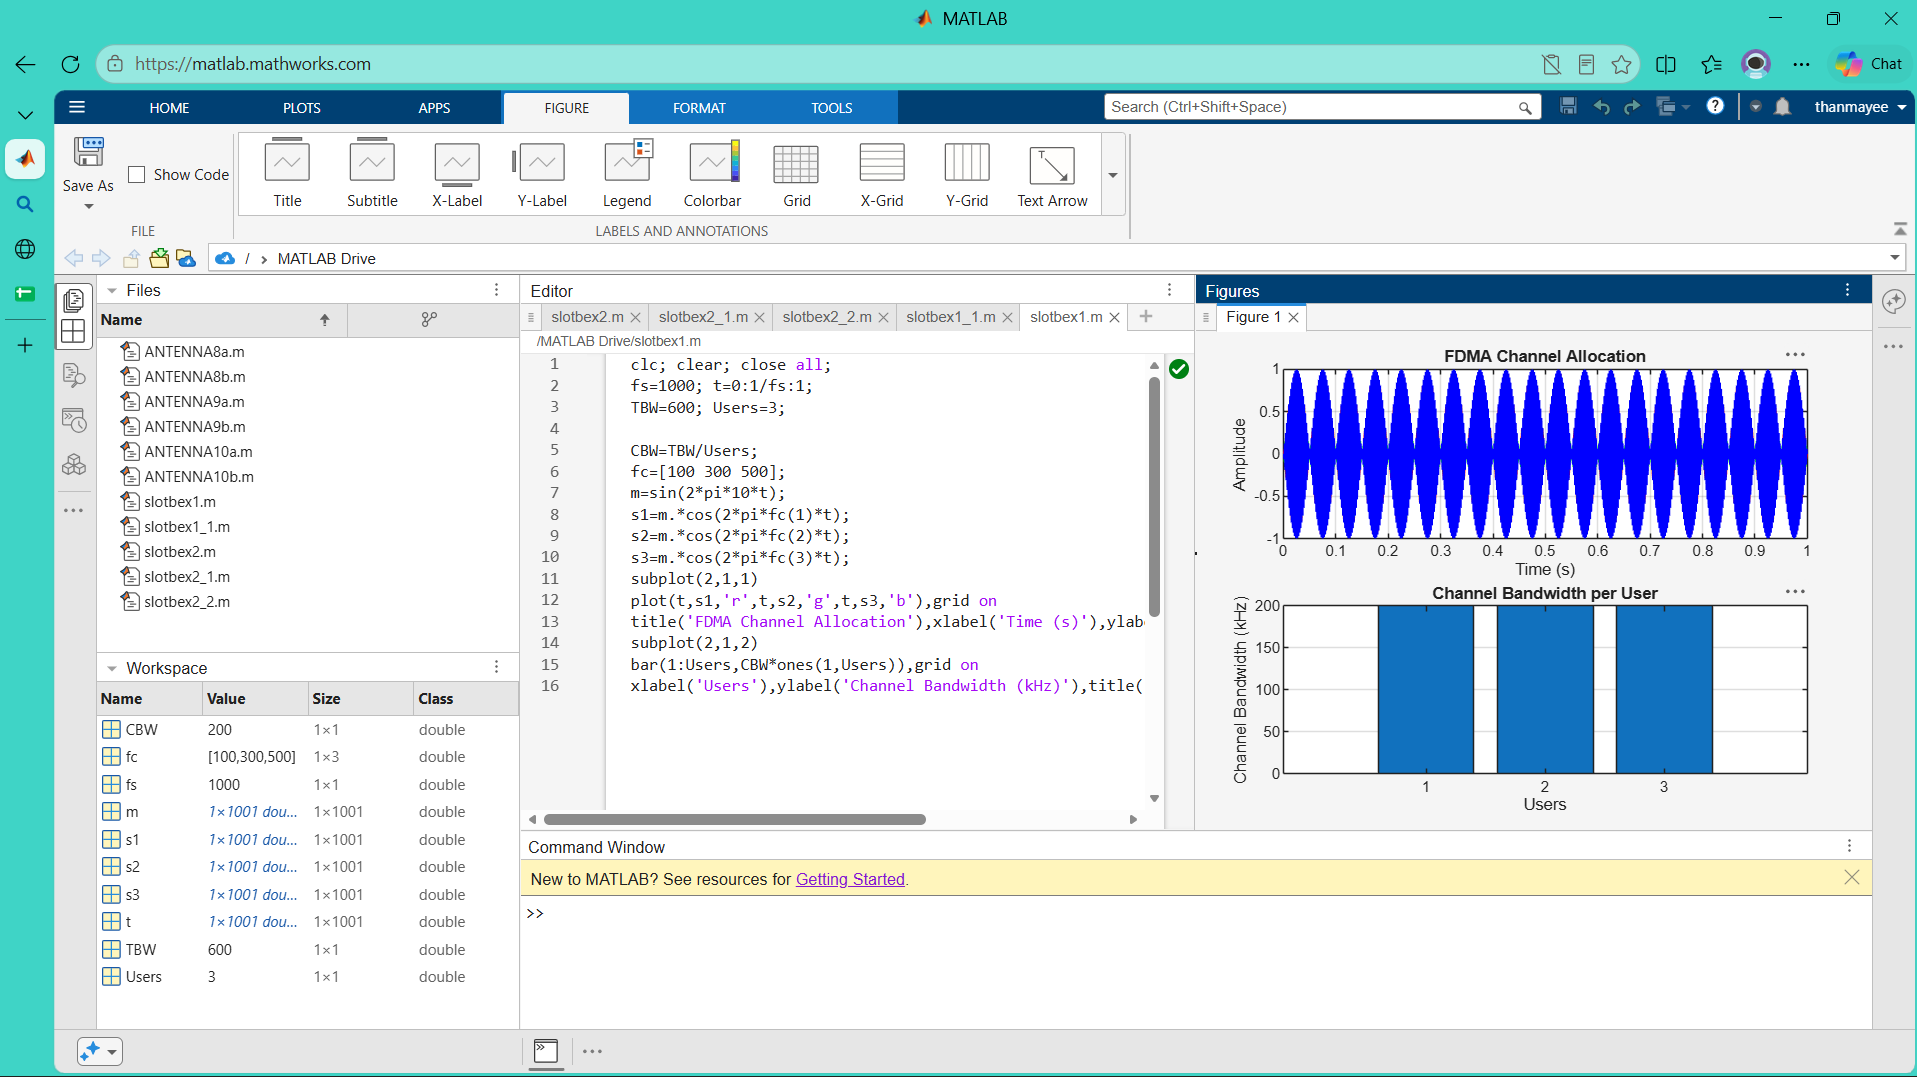 MATLAB
https://matlab.mathworks.com
Chat
HOME
PLOTS
APPS
FIGURE
FORMAT
TOOLS
Search (Ctrl+Shift+Space)
thanmayee
Save As
Show Code
FILE
Title
Subtitle
X-Label
Y-Label
Legend
Colorbar
Grid
X-Grid
Y-Grid
Text Arrow
LABELS AND ANNOTATIONS
/ > MATLAB Drive
Files
Name
ANTENNA8a.m
ANTENNA8b.m
ANTENNA9a.m
ANTENNA9b.m
ANTENNA10a.m
ANTENNA10b.m
slotbex1.m
slotbex1_1.m
slotbex2.m
slotbex2_1.m
slotbex2_2.m
Workspace
Name Value Size Class
CBW 200 1×1 double
fc [100,300,500] 1×3 double
fs 1000 1×1 double
m 1×1001 dou... 1×1001 double
s1 1×1001 dou... 1×1001 double
s2 1×1001 dou... 1×1001 double
s3 1×1001 dou... 1×1001 double
t 1×1001 dou... 1×1001 double
TBW 600 1×1 double
Users 3 1×1 double
Editor
slotbex2.m slotbex2_1.m slotbex2_2.m slotbex1_1.m slotbex1.m
/MATLAB Drive/slotbex1.m
1 clc; clear; close all;
2 fs=1000; t=0:1/fs:1;
3 TBW=600; Users=3;
4
5 CBW=TBW/Users;
6 fc=[100 300 500];
7 m=sin(2*pi*10*t);
8 s1=m.*cos(2*pi*fc(1)*t);
9 s2=m.*cos(2*pi*fc(2)*t);
10 s3=m.*cos(2*pi*fc(3)*t);
11 subplot(2,1,1)
12 plot(t,s1,'r',t,s2,'g',t,s3,'b'),grid on
13 title('FDMA Channel Allocation'),xlabel('Time (s)'),ylab
14 subplot(2,1,2)
15 bar(1:Users,CBW*ones(1,Users)),grid on
16 xlabel('Users'),ylabel('Channel Bandwidth (kHz)'),title(
Figures
Figure 1
FDMA Channel Allocation
Amplitude
1
0.5
0
-0.5
-1
0 0.1 0.2 0.3 0.4 0.5 0.6 0.7 0.8 0.9 1
Time (s)
Channel Bandwidth per User
Channel Bandwidth (kHz)
200
150
100
50
0
1 2 3
Users
Command Window
New to MATLAB? See resources for Getting Started.
>>